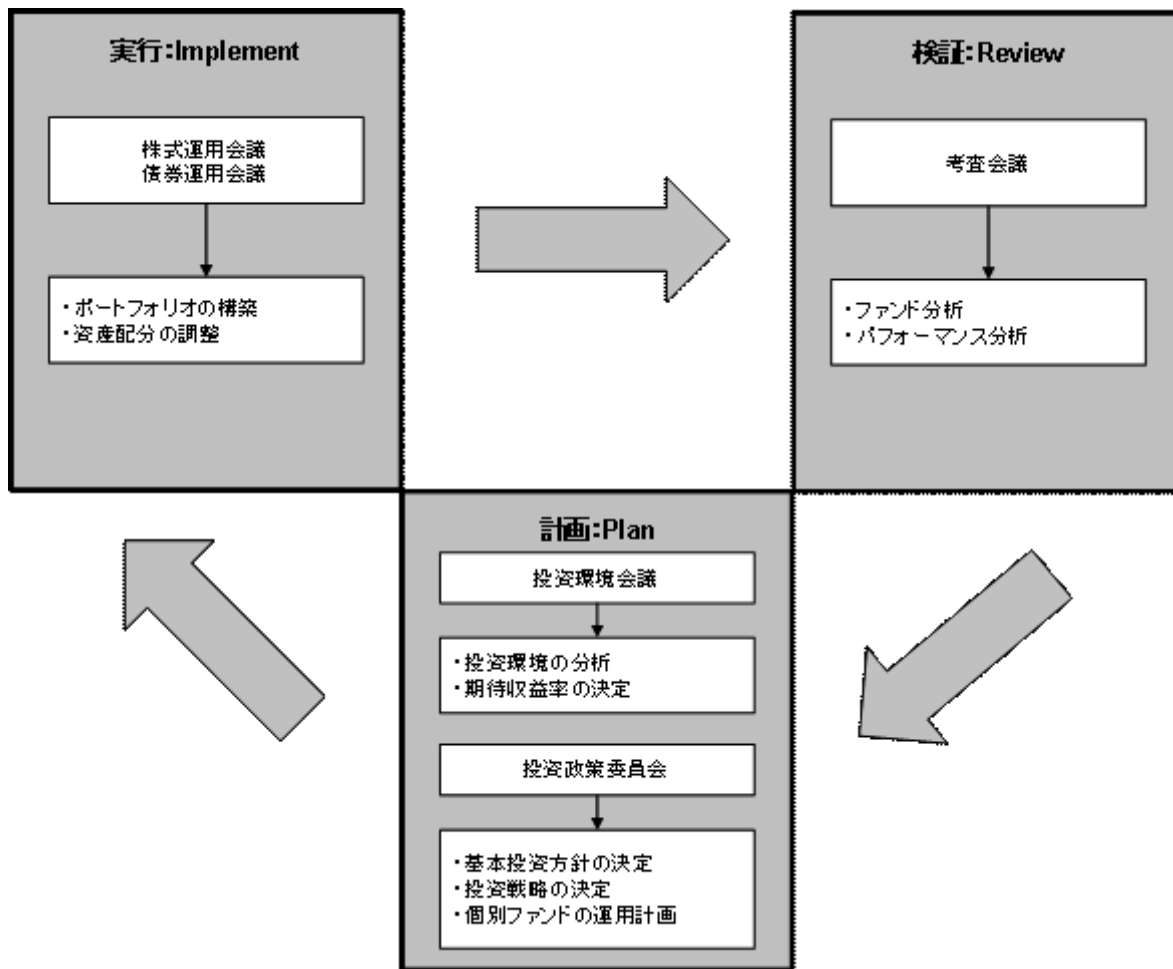 実行:Implement
株式運用会議
債券運用会議
・ポートフォリオの構築
・資産配分の調整
検証:Review
考査会議
・ファンド分析
・パフォーマンス分析
計画:Plan
投資環境会議
・投資環境の分析
・期待収益率の決定
投資政策委員会
・基本投資方針の決定
・投資戦略の決定
・個別ファンドの運用計画